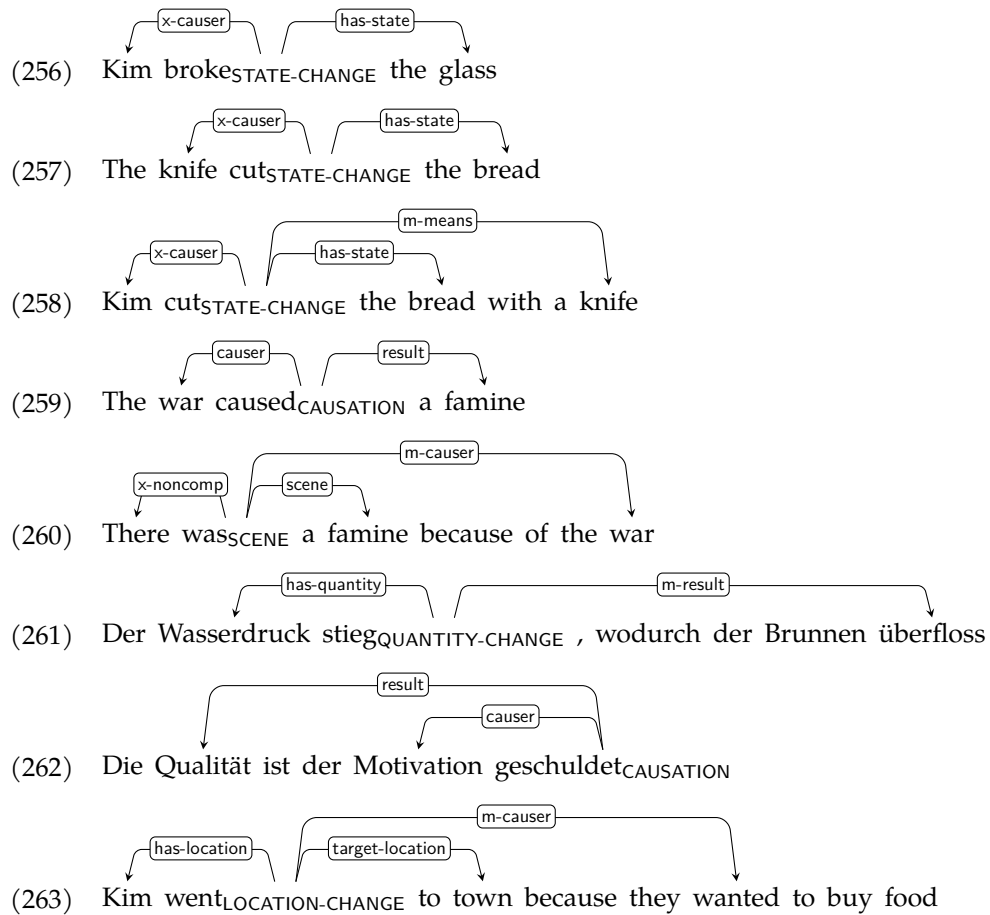 x-causer has-state
(256) Kim brokeSTATE-CHANGE the glass
x-causer has-state
(257) The knife cutSTATE-CHANGE the bread
m-means
x-causer has-state
(258) Kim cutSTATE-CHANGE the bread with a knife
causer result
(259) The war causedCAUSATION a famine
m-causer
x-noncomp scene
(260) There wasSCENE a famine because of the war
has-quantity m-result
(261) Der Wasserdruck stiegQUANTITY-CHANGE , wodurch der Brunnen überfloss
result
causer
(262) Die Qualität ist der Motivation geschuldetCAUSATION
m-causer
has-location target-location
(263) Kim wentLOCATION-CHANGE to town because they wanted to buy food